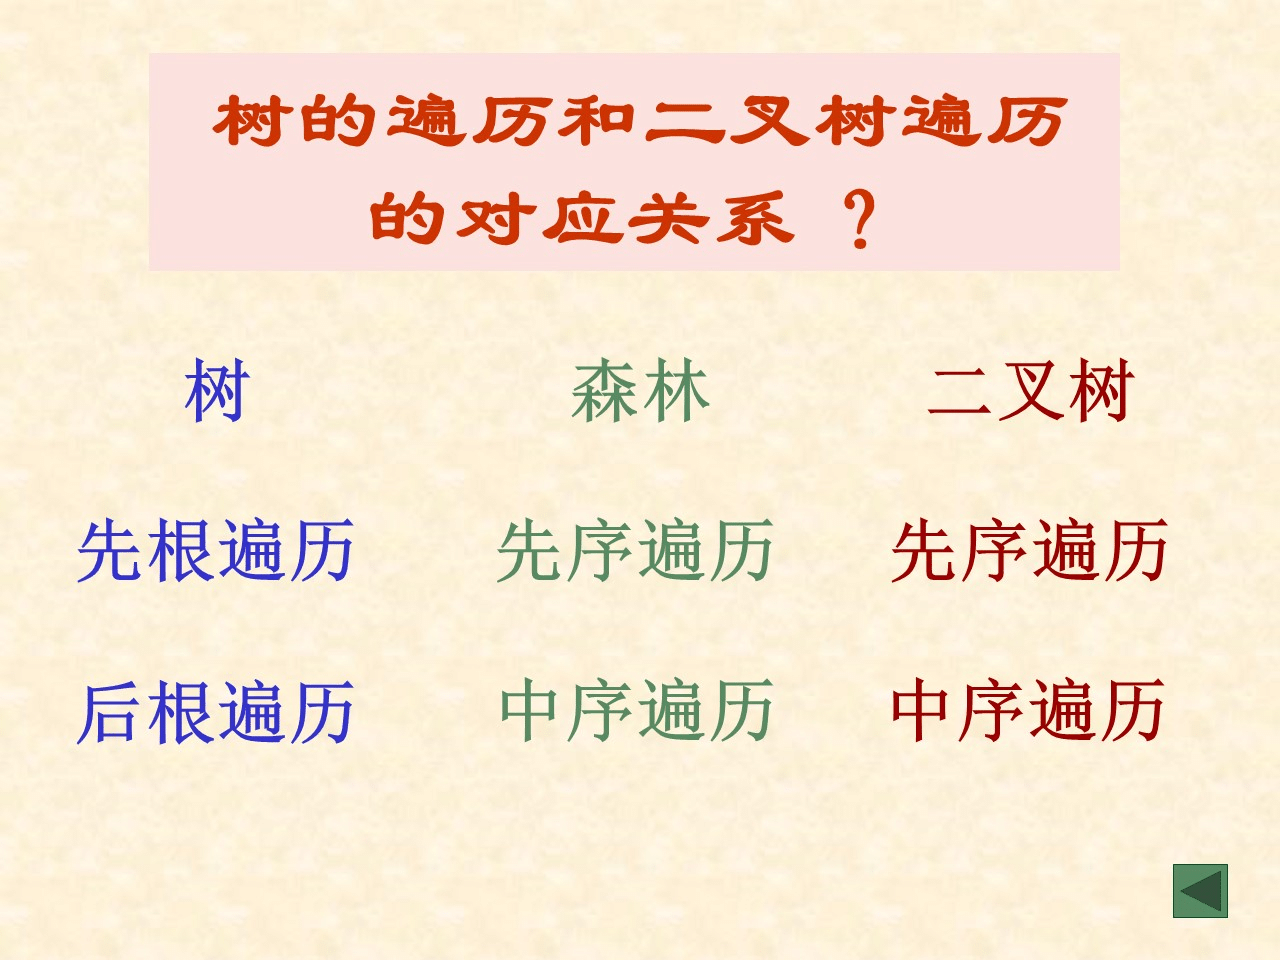 树的遍历和二叉树遍历
的对应关系 ?
树 森林 二叉树
先根遍历 先序遍历 先序遍历
后根遍历 中序遍历 中序遍历